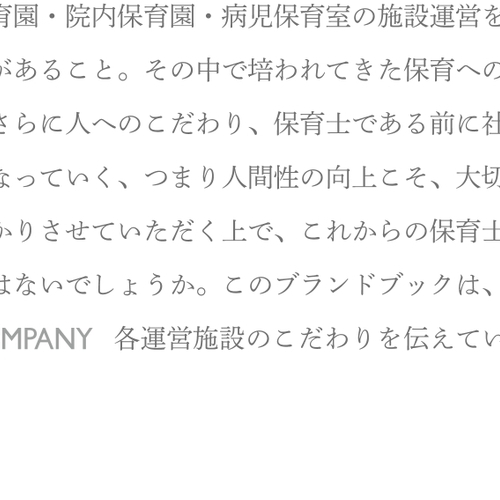 育園・院内保育園・病児保育室の施設運営を
があること。その中で培われてきた保育への
さらに人へのこだわり、保育士である前に社
なっていく、つまり人間性の向上こそ、大切
かりさせていただく上で、これからの保育士
はないでしょうか。このブランドブックは、
OMPANY 各運営施設のこだわりを伝えてい